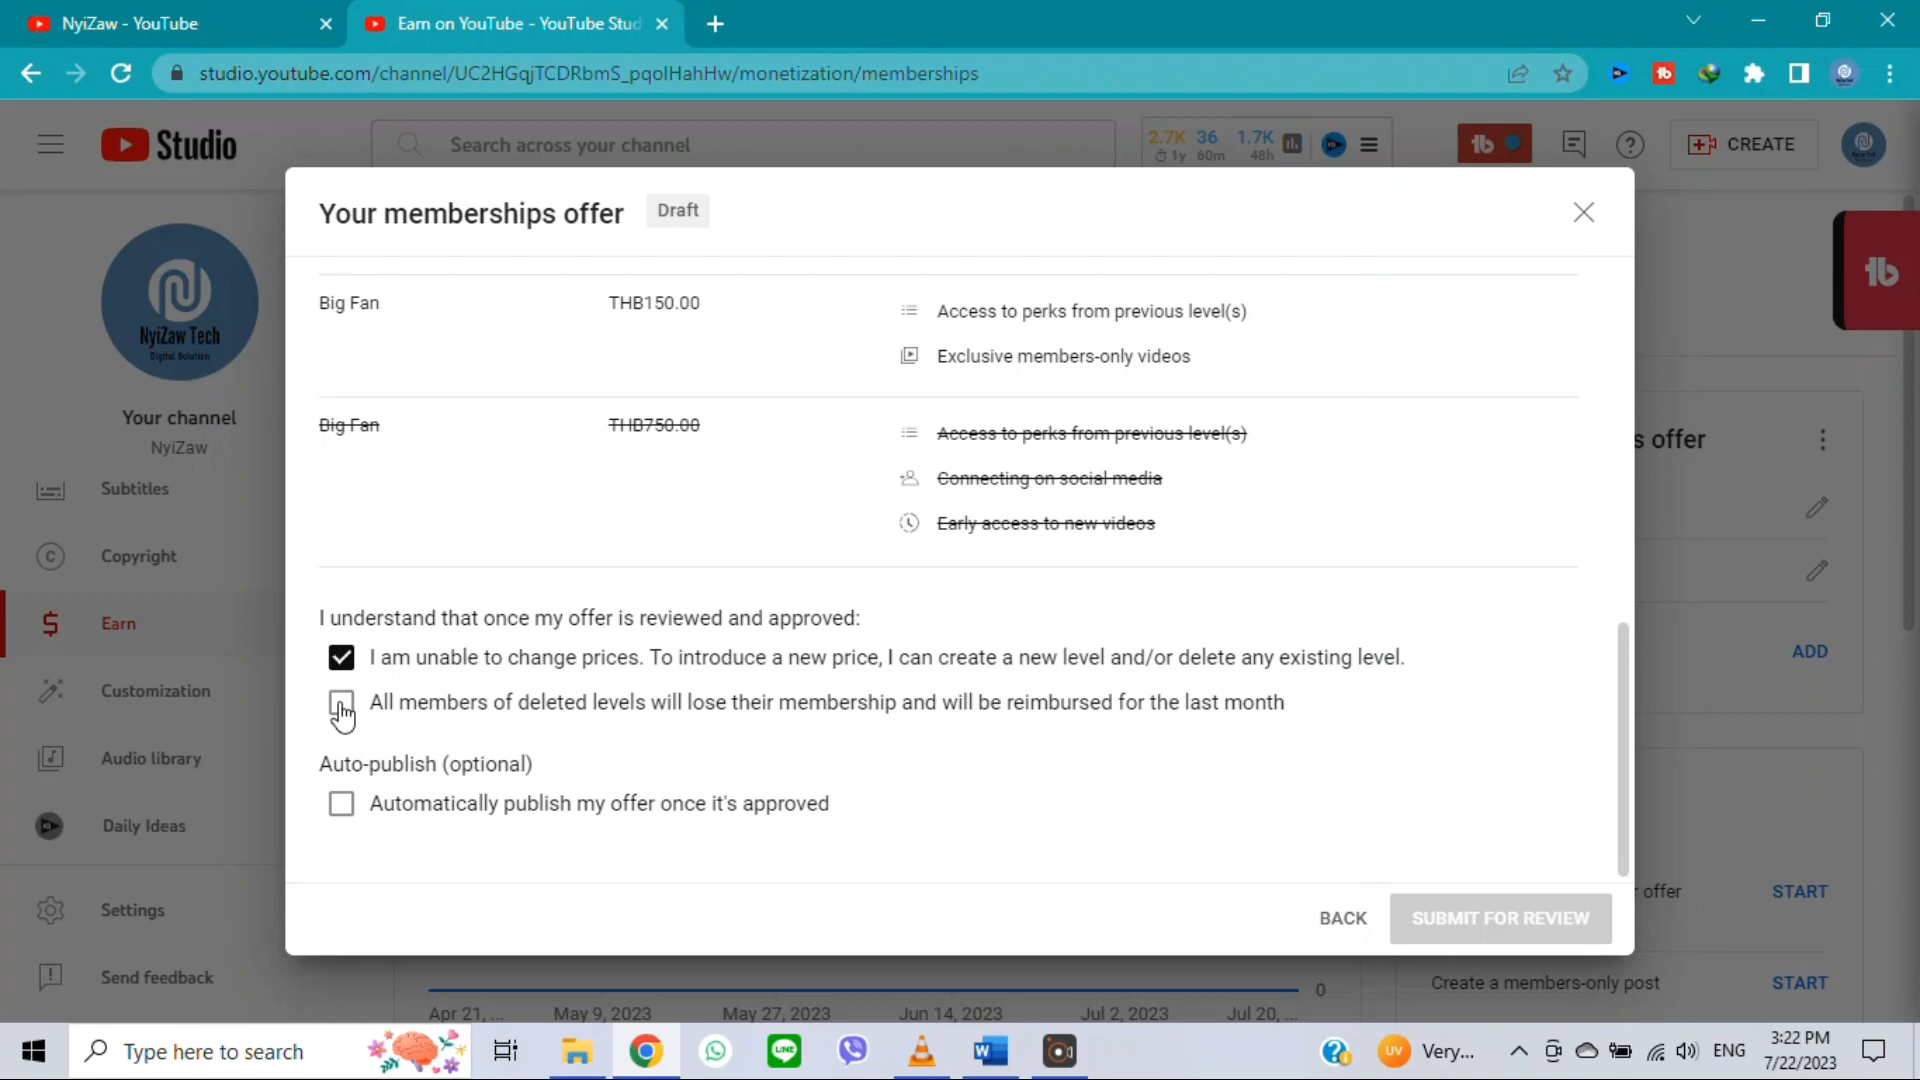 NyiZaw - YouTube
Earn on YouTube - YouTube Stud
studio.youtube.com/channel/UC2HGqjTCDRbmS_pqolHahHw/monetization/memberships
Studio
Search across your channel
2.7K 36 1.7K
1y 60m 48h
CREATE
Your memberships offer
Draft
Big Fan THB150.00
Access to perks from previous level(s)
Exclusive members-only videos
Big Fan THB750.00
Access to perks from previous level(s)
Connecting on social media
Early access to new videos
I understand that once my offer is reviewed and approved:
I am unable to change prices. To introduce a new price, I can create a new level and/or delete any existing level.
All members of deleted levels will lose their membership and will be reimbursed for the last month
Auto-publish (optional)
Automatically publish my offer once it's approved
BACK
SUBMIT FOR REVIEW
NyiZaw Tech
Digital Solution
Your channel
NyiZaw
Subtitles
Copyright
Earn
Customization
Audio library
Daily Ideas
Settings
Send feedback
s offer
ADD
offer
START
Create a members-only post
START
0
Apr 21, ... May 9, 2023 May 27, 2023 Jun 14, 2023 Jul 2, 2023 Jul 20, ...
Type here to search
LINE
W
UV
Very...
ENG
3:22 PM
7/22/2023